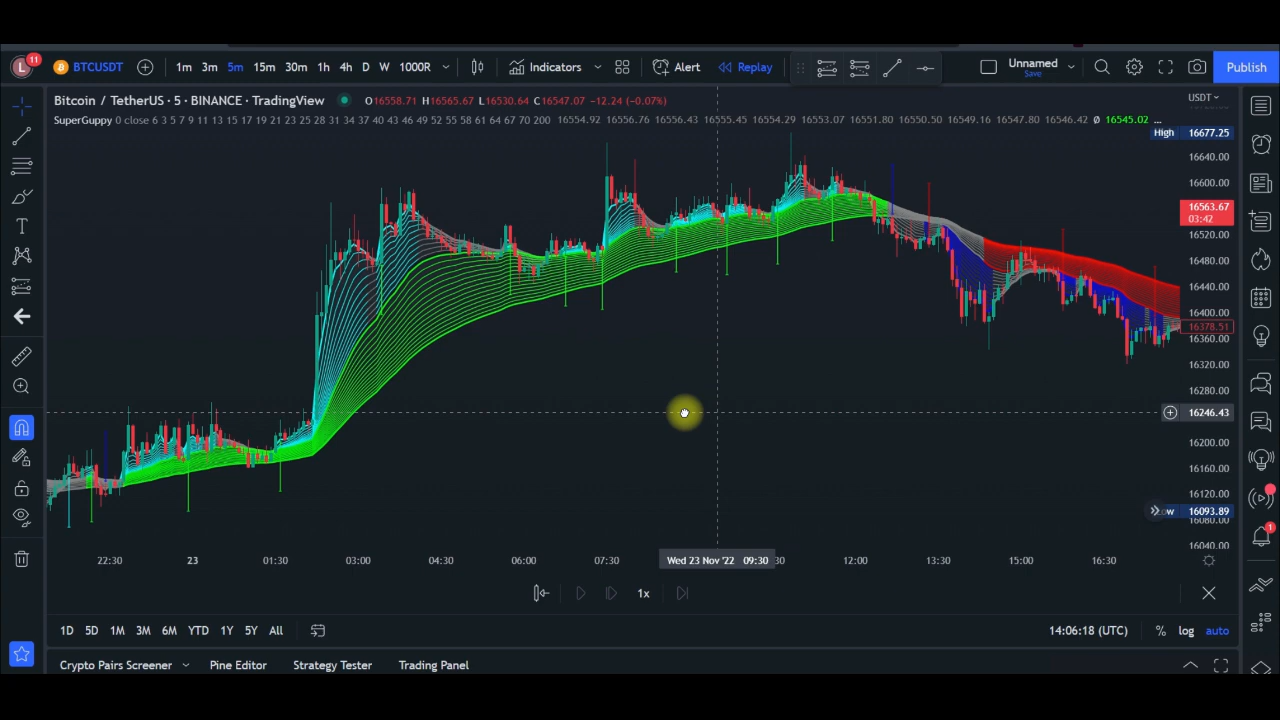 L 11 BTCUSDT 1m 3m 5m 15m 30m 1h 4h D W 1000R Indicators Alert Replay Unnamed Save Publish
Bitcoin / TetherUS · 5 · BINANCE · TradingView O16558.71 H16565.67 L16530.64 C16547.07 −12.24 (−0.07%) USDT
SuperGuppy 0 close 6 3 5 7 9 11 13 15 17 19 21 23 25 28 31 34 37 40 43 46 49 52 55 58 61 64 67 70 200 16554.92 16556.76 16556.43 16555.45 16554.29 16553.07 16551.80 16550.50 16549.16 16547.80 16546.42 Ø 16545.02 ...
High 16677.25
16640.00
16600.00
16563.67
03:42
16520.00
16480.00
16440.00
16400.00
16378.51
16360.00
16320.00
16280.00
16246.43
16200.00
16160.00
16120.00
16093.89
16080.00
16040.00
22:30 23 01:30 03:00 04:30 06:00 07:30 Wed 23 Nov '22 09:30 :30 12:00 13:30 15:00 16:30
1x
1D 5D 1M 3M 6M YTD 1Y 5Y All 14:06:18 (UTC) % log auto
Crypto Pairs Screener Pine Editor Strategy Tester Trading Panel
1